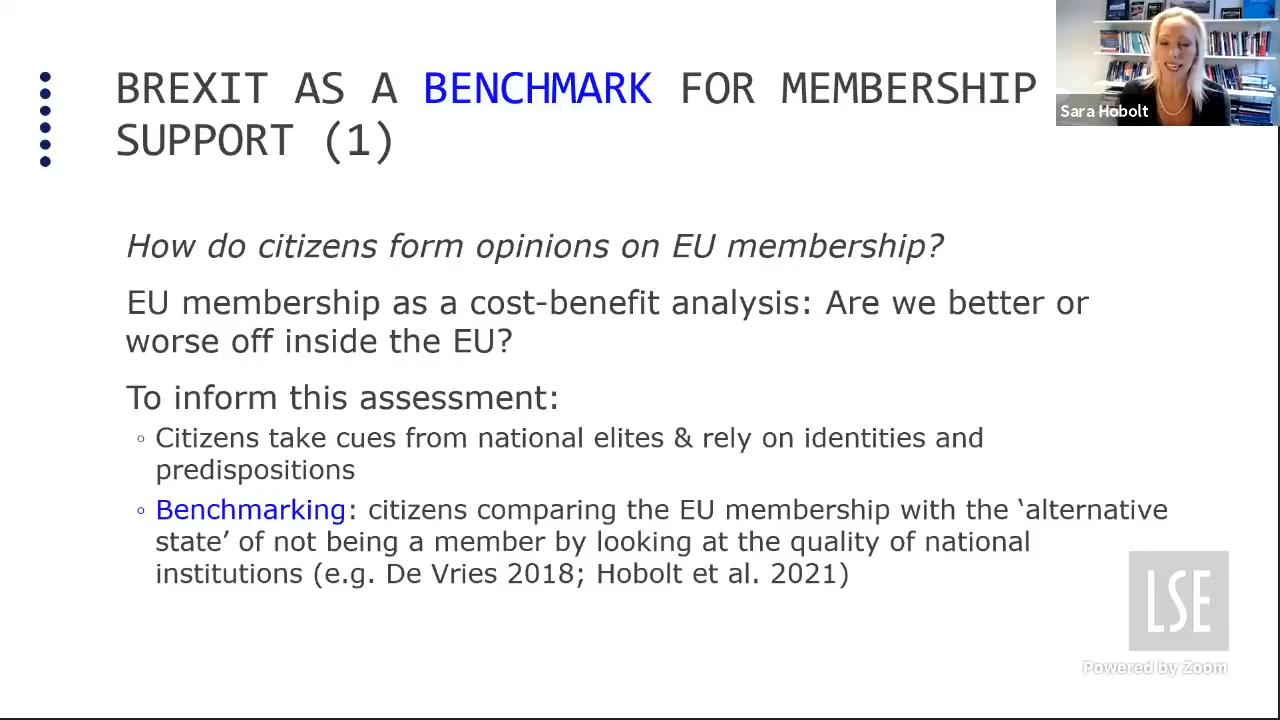 BREXIT AS A BENCHMARK FOR MEMBERSHIP
SUPPORT (1)
Sara Hobolt
How do citizens form opinions on EU membership?
EU membership as a cost-benefit analysis: Are we better or
worse off inside the EU?
To inform this assessment:
◦ Citizens take cues from national elites & rely on identities and
predispositions
◦ Benchmarking: citizens comparing the EU membership with the ‘alternative
state’ of not being a member by looking at the quality of national
institutions (e.g. De Vries 2018; Hobolt et al. 2021)
LSE
Powered by Zoom